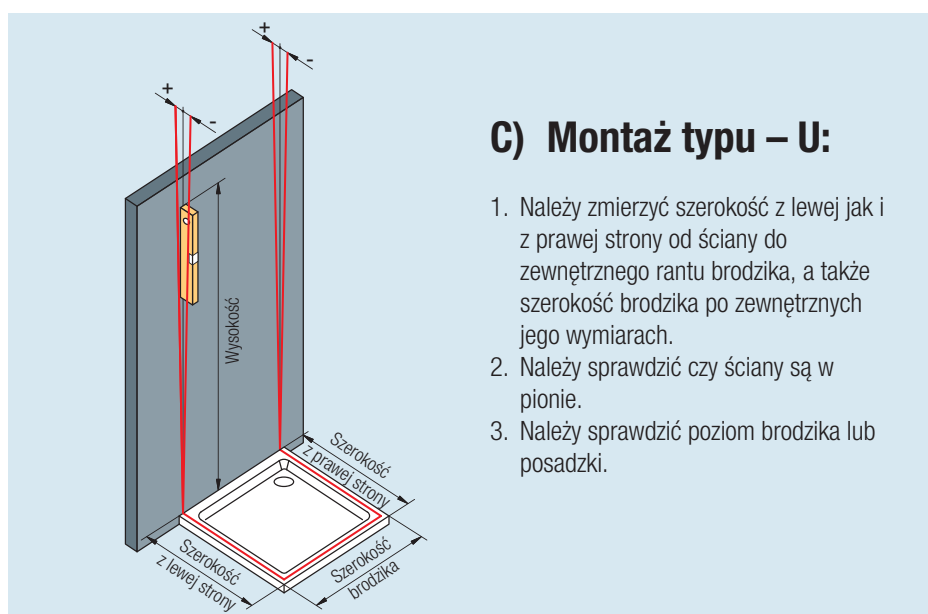 +
-
+
-
Wysokość
Szerokość
z prawej strony
Szerokość
z lewej strony
Szerokość
brodzika
C) Montaż typu – U:
1. Należy zmierzyć szerokość z lewej jak i
z prawej strony od ściany do
zewnętrznego rantu brodzika, a także
szerokość brodzika po zewnętrznych
jego wymiarach.
2. Należy sprawdzić czy ściany są w
pionie.
3. Należy sprawdzić poziom brodzika lub
posadzki.